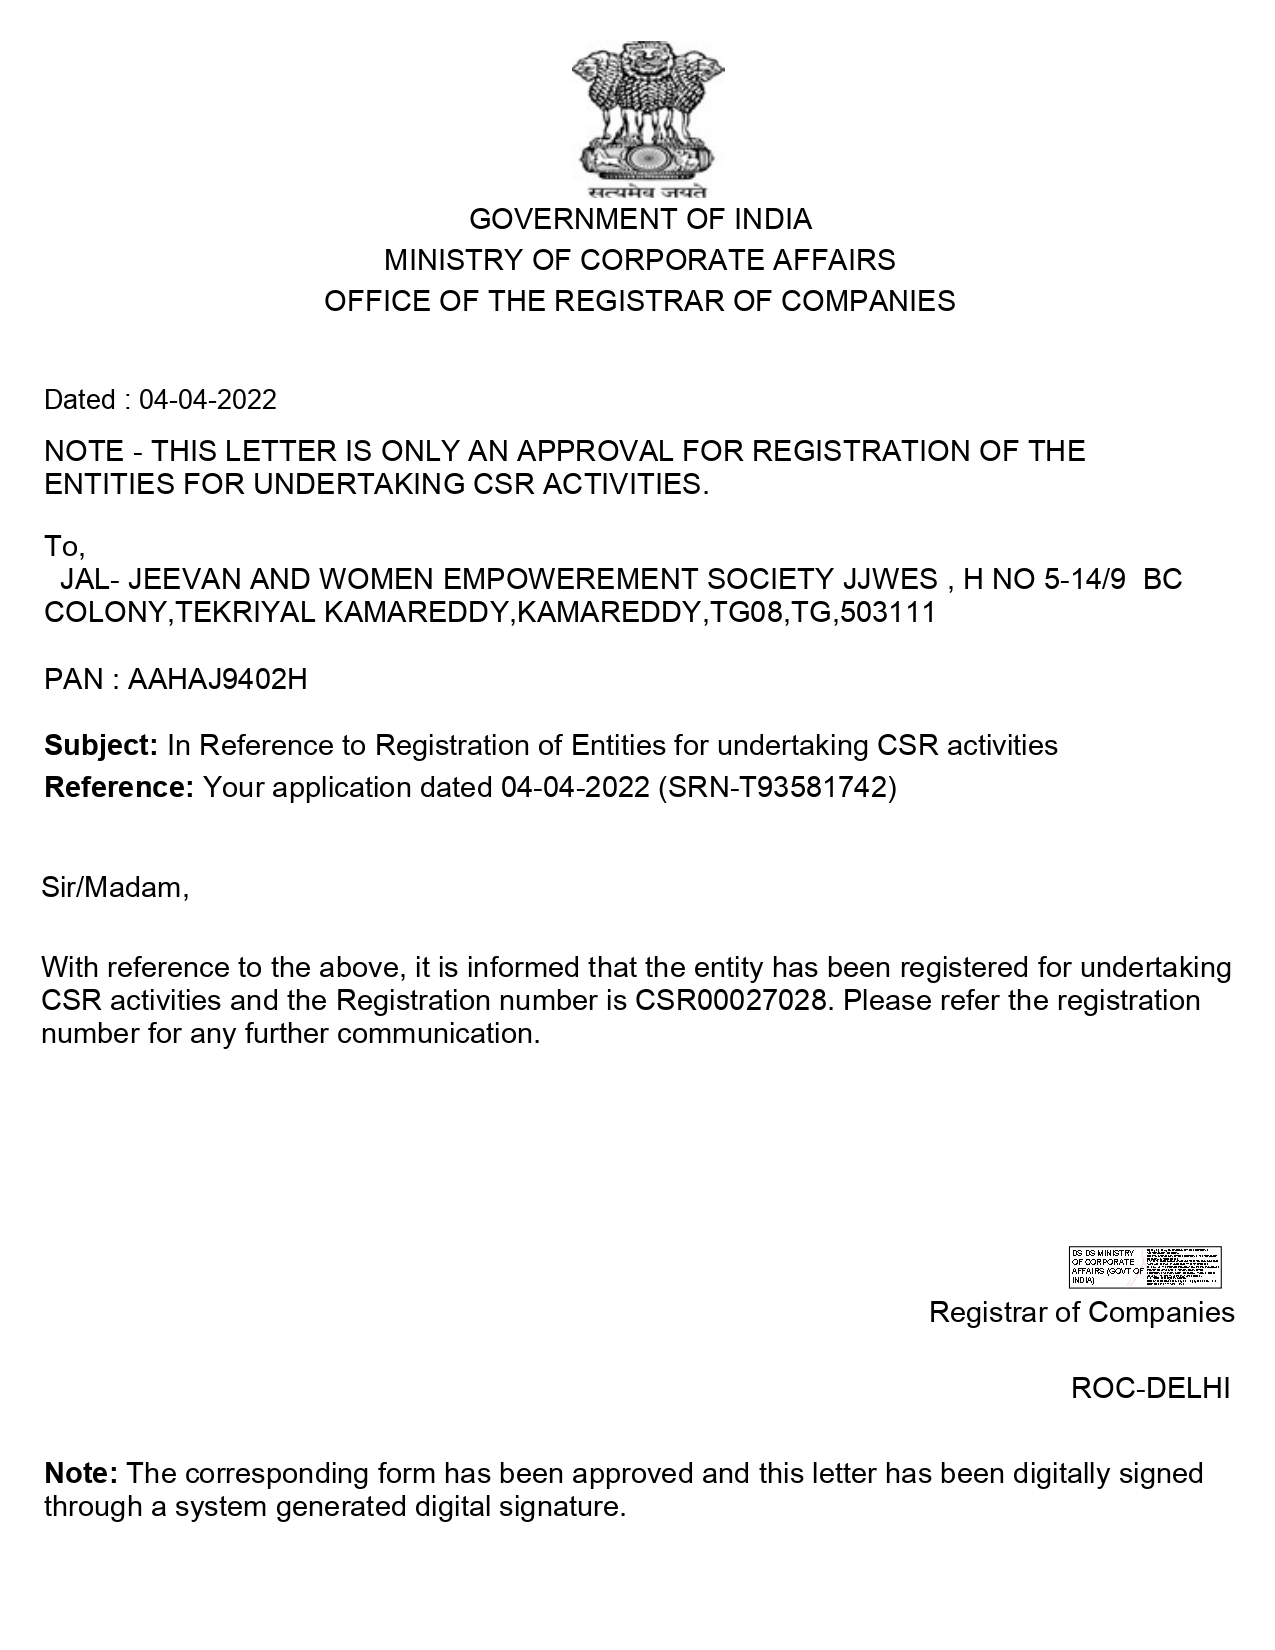 सत्यमेव जयते
GOVERNMENT OF INDIA
MINISTRY OF CORPORATE AFFAIRS
OFFICE OF THE REGISTRAR OF COMPANIES
Dated : 04-04-2022
NOTE - THIS LETTER IS ONLY AN APPROVAL FOR REGISTRATION OF THE
ENTITIES FOR UNDERTAKING CSR ACTIVITIES.
To,
JAL- JEEVAN AND WOMEN EMPOWEREMENT SOCIETY JJWES , H NO 5-14/9 BC
COLONY,TEKRIYAL KAMAREDDY,KAMAREDDY,TG08,TG,503111
PAN : AAHAJ9402H
Subject: In Reference to Registration of Entities for undertaking CSR activities
Reference: Your application dated 04-04-2022 (SRN-T93581742)
Sir/Madam,
With reference to the above, it is informed that the entity has been registered for undertaking
CSR activities and the Registration number is CSR00027028. Please refer the registration
number for any further communication.
DS DS MINISTRY
OF CORPORATE
AFFAIRS (GOVT OF
INDIA)
Registrar of Companies
ROC-DELHI
Note: The corresponding form has been approved and this letter has been digitally signed
through a system generated digital signature.